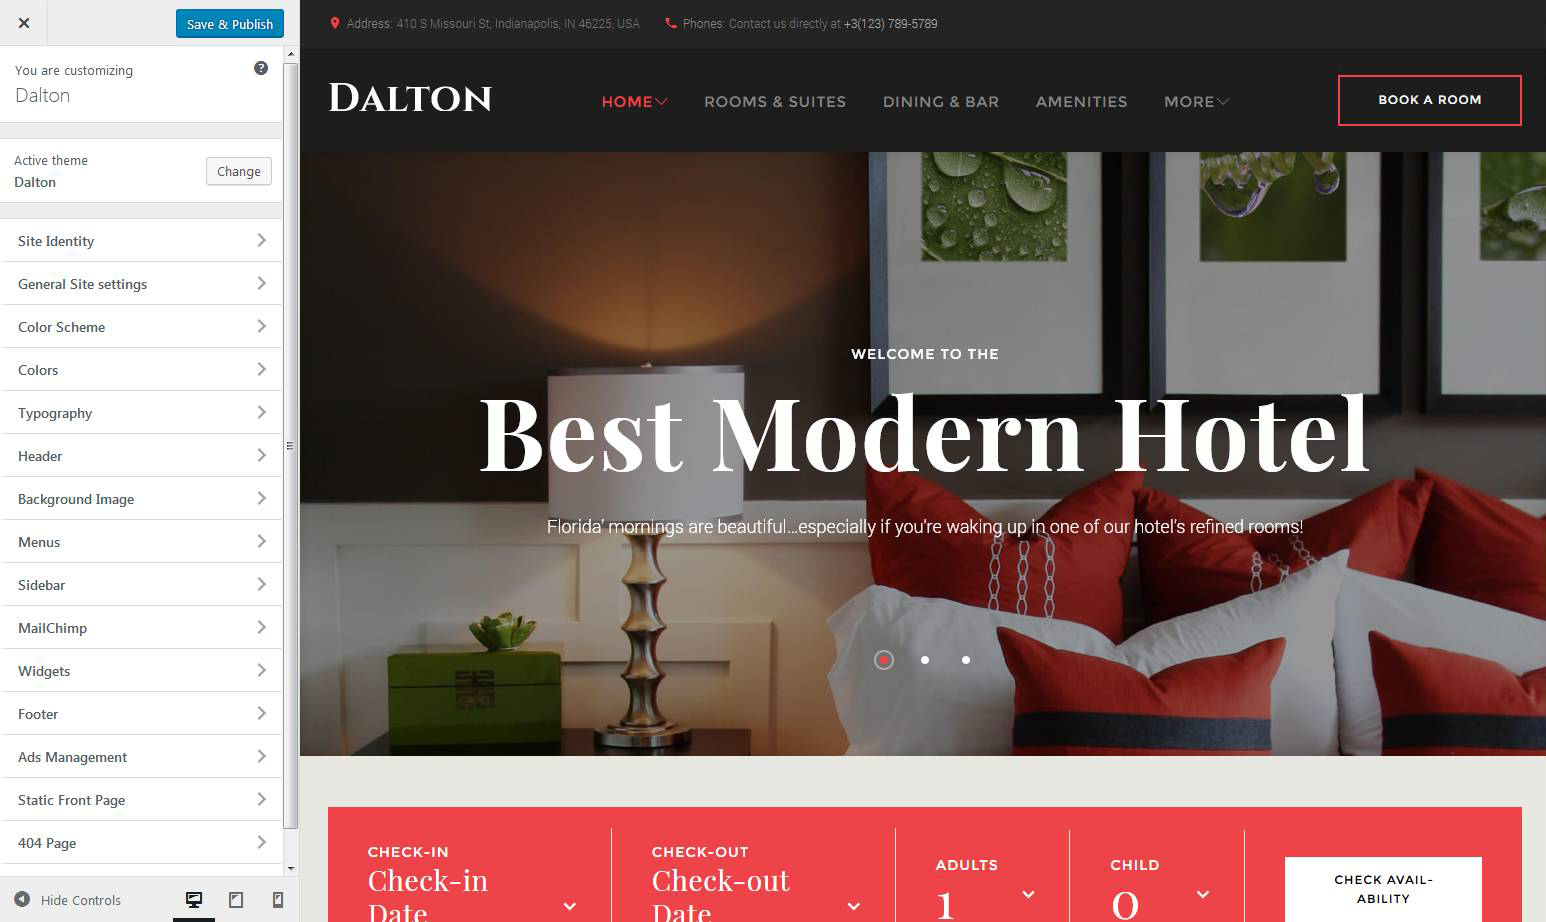 Save & Publish
You are customizing
Dalton
Active theme
Dalton
Change
Site Identity
General Site settings
Color Scheme
Colors
Typography
Header
Background Image
Menus
Sidebar
MailChimp
Widgets
Footer
Ads Management
Static Front Page
404 Page
Hide Controls
Address: 410 S Missouri St, Indianapolis, IN 46225, USA
Phones: Contact us directly at +3(123) 789-5789
DALTON
HOME
ROOMS & SUITES
DINING & BAR
AMENITIES
MORE
BOOK A ROOM
WELCOME TO THE
Best Modern Hotel
Florida’ mornings are beautiful...especially if you’re waking up in one of our hotel’s refined rooms!
CHECK-IN
Check-in
Date
CHECK-OUT
Check-out
Date
ADULTS
1
CHILD
0
CHECK AVAIL-
ABILITY